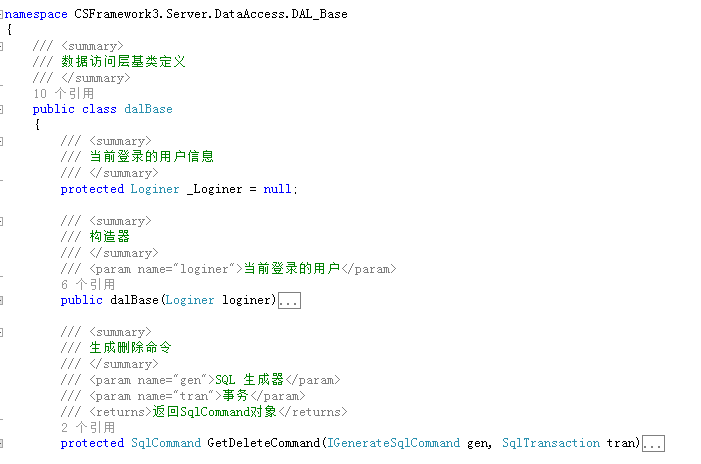 namespace CSFramework3.Server.DataAccess.DAL_Base
{
/// <summary>
/// 数据访问层基类定义
/// </summary>
10 个引用
public class dalBase
{
/// <summary>
/// 当前登录的用户信息
/// </summary>
protected Loginer _Loginer = null;
/// <summary>
/// 构造器
/// </summary>
/// <param name="loginer">当前登录的用户</param>
6 个引用
public dalBase(Loginer loginer)...
/// <summary>
/// 生成删除命令
/// </summary>
/// <param name="gen">SQL 生成器</param>
/// <param name="tran">事务</param>
/// <returns>返回SqlCommand对象</returns>
2 个引用
protected SqlCommand GetDeleteCommand(IGenerateSqlCommand gen, SqlTransaction tran)...